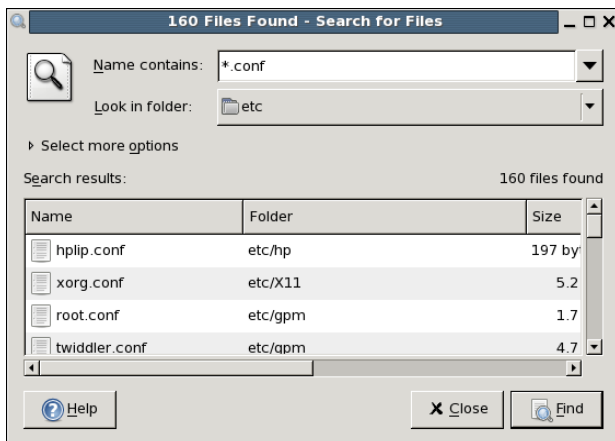 160 Files Found - Search for Files
Name contains: *.conf
Look in folder: etc
Select more options
Search results: 160 files found
Name Folder Size
hplip.conf etc/hp 197 by
xorg.conf etc/X11 5.2
root.conf etc/gpm 1.7
twiddler.conf etc/gpm 4.7
Help Close Find